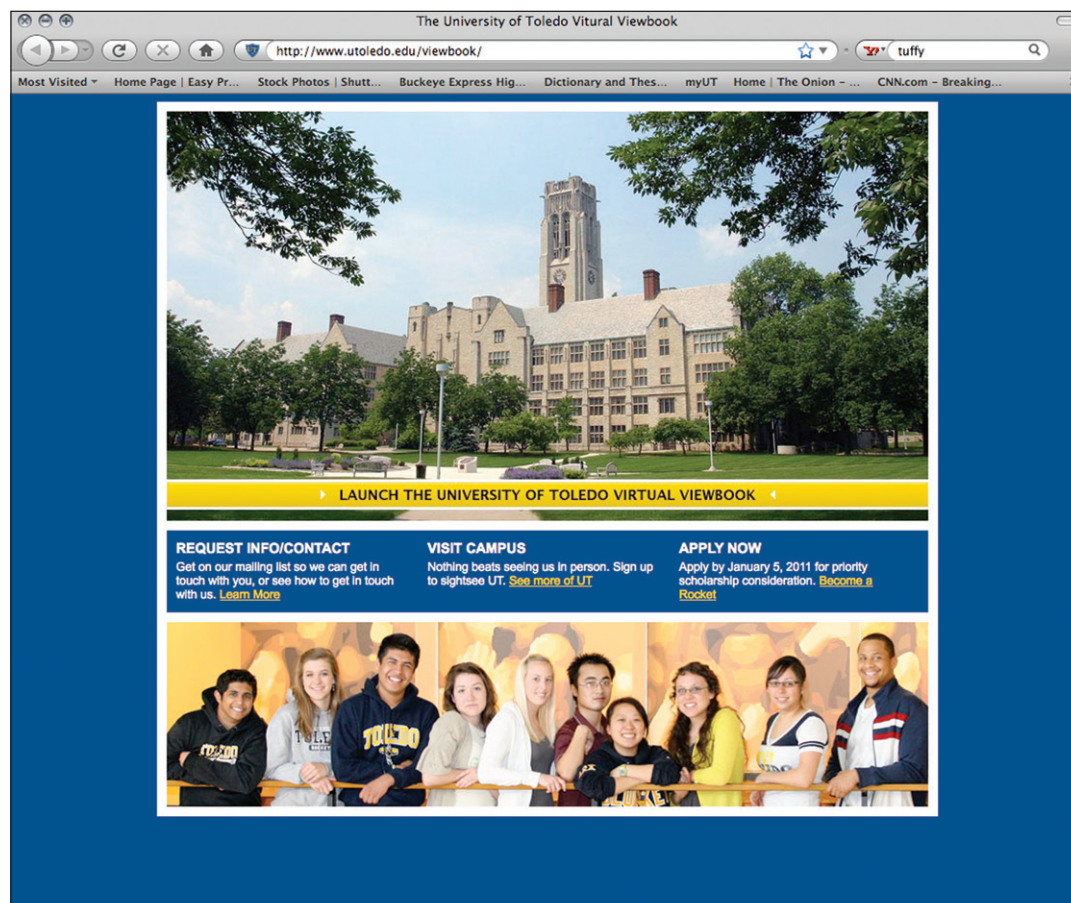 The University of Toledo Vitural Viewbook
http://www.utoledo.edu/viewbook/
tuffy
Most Visited Home Page | Easy Pr... Stock Photos | Shutt... Buckeye Express Hig... Dictionary and Thes... myUT Home | The Onion – ... CNN.com – Breaking...
LAUNCH THE UNIVERSITY OF TOLEDO VIRTUAL VIEWBOOK
REQUEST INFO/CONTACT
Get on our mailing list so we can get in
touch with you, or see how to get in touch
with us. Learn More
VISIT CAMPUS
Nothing beats seeing us in person. Sign up
to sightsee UT. See more of UT
APPLY NOW
Apply by January 5, 2011 for priority
scholarship consideration. Become a
Rocket
TOLEDO
TOLEDO